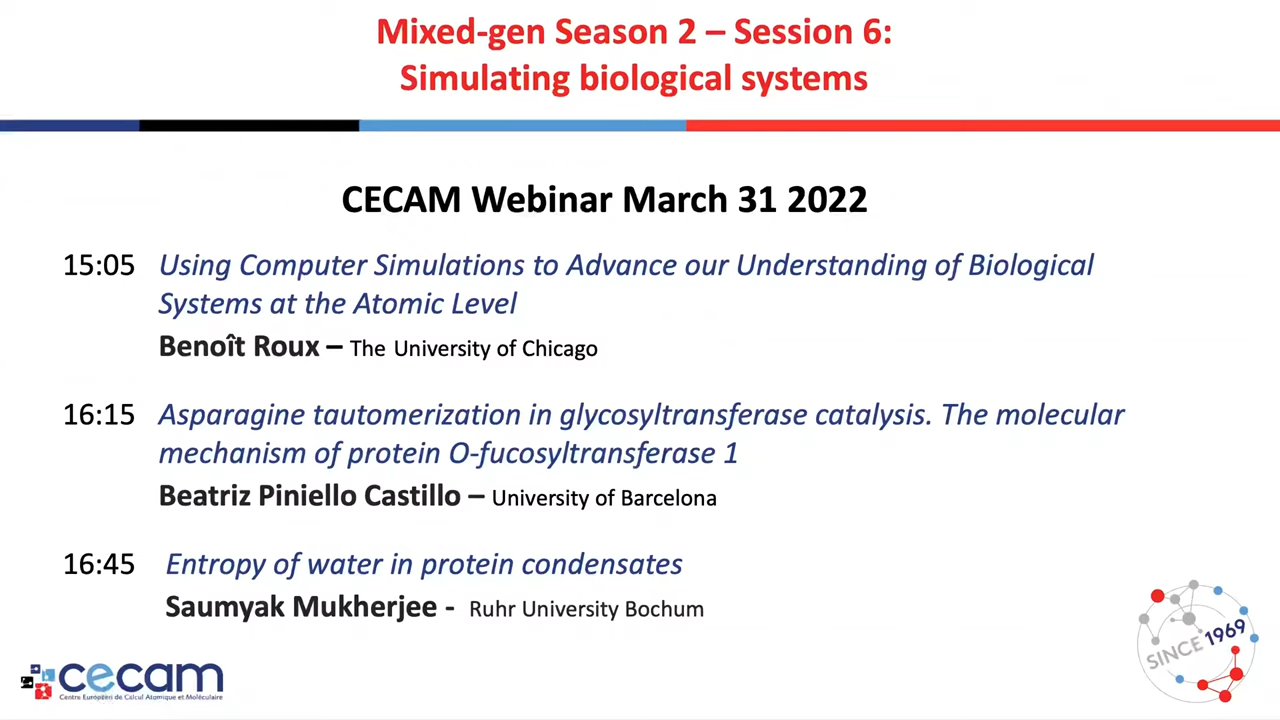 Mixed-gen Season 2 – Session 6:
Simulating biological systems
CECAM Webinar March 31 2022
15:05 Using Computer Simulations to Advance our Understanding of Biological
Systems at the Atomic Level
Benoît Roux – The University of Chicago
16:15 Asparagine tautomerization in glycosyltransferase catalysis. The molecular
mechanism of protein O-fucosyltransferase 1
Beatriz Piniello Castillo – University of Barcelona
16:45 Entropy of water in protein condensates
Saumyak Mukherjee - Ruhr University Bochum
SINCE 1969
cecam
Centre Européen de Calcul Atomique et Moléculaire